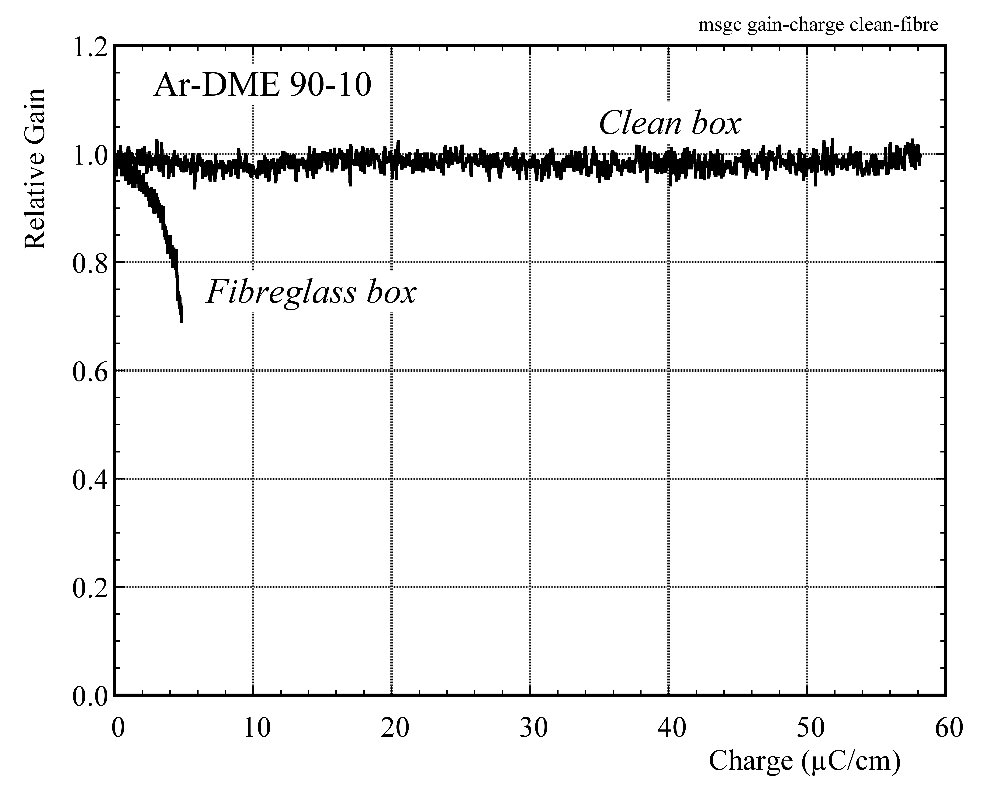 msgc gain-charge clean-fibre
1.2
Ar-DME 90-10
Clean box
Relative Gain
1.0
0.8
Fibreglass box
0.6
0.4
0.2
0.0
0 10 20 30 40 50 60
Charge (µC/cm)